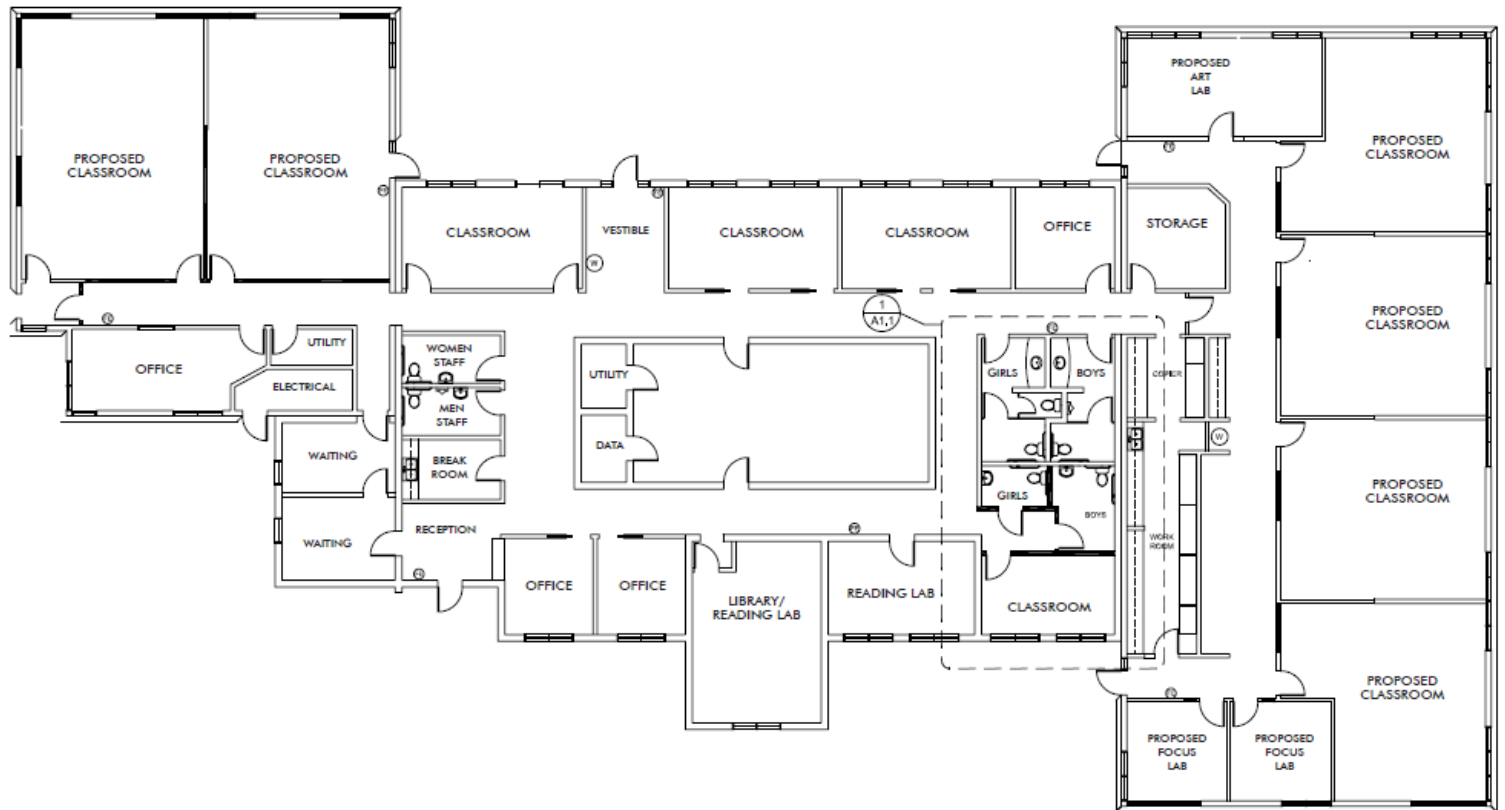 PROPOSED
ART
LAB
PROPOSED
CLASSROOM
PROPOSED
CLASSROOM
PROPOSED
CLASSROOM
CLASSROOM
VESTIBLE
W
CLASSROOM
CLASSROOM
OFFICE
STORAGE
1
A1,1
PROPOSED
CLASSROOM
OFFICE
UTILITY
ELECTRICAL
WOMEN
STAFF
MEN
STAFF
UTILITY
DATA
GIRLS
BOYS
COPIER
W
WAITING
BREAK
ROOM
WAITING
RECEPTION
GIRLS
BOYS
WORK
ROOM
PROPOSED
CLASSROOM
OFFICE
OFFICE
LIBRARY/
READING LAB
READING LAB
CLASSROOM
PROPOSED
CLASSROOM
PROPOSED
FOCUS
LAB
PROPOSED
FOCUS
LAB